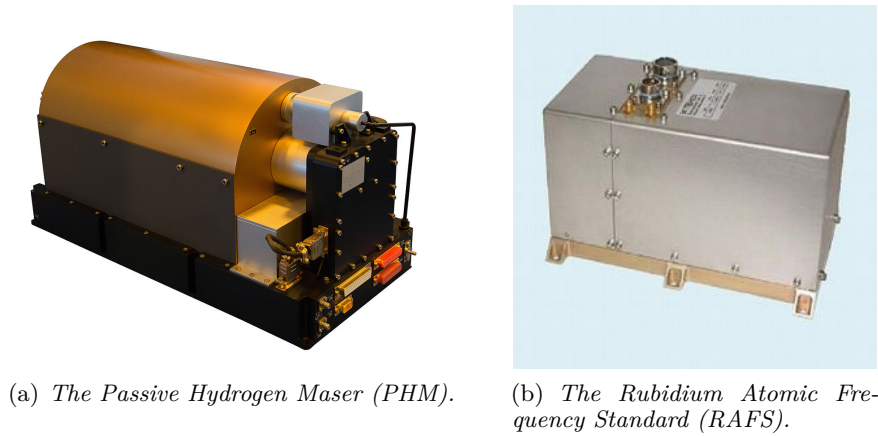 (a) The Passive Hydrogen Maser (PHM).
(b) The Rubidium Atomic Fre-
quency Standard (RAFS).